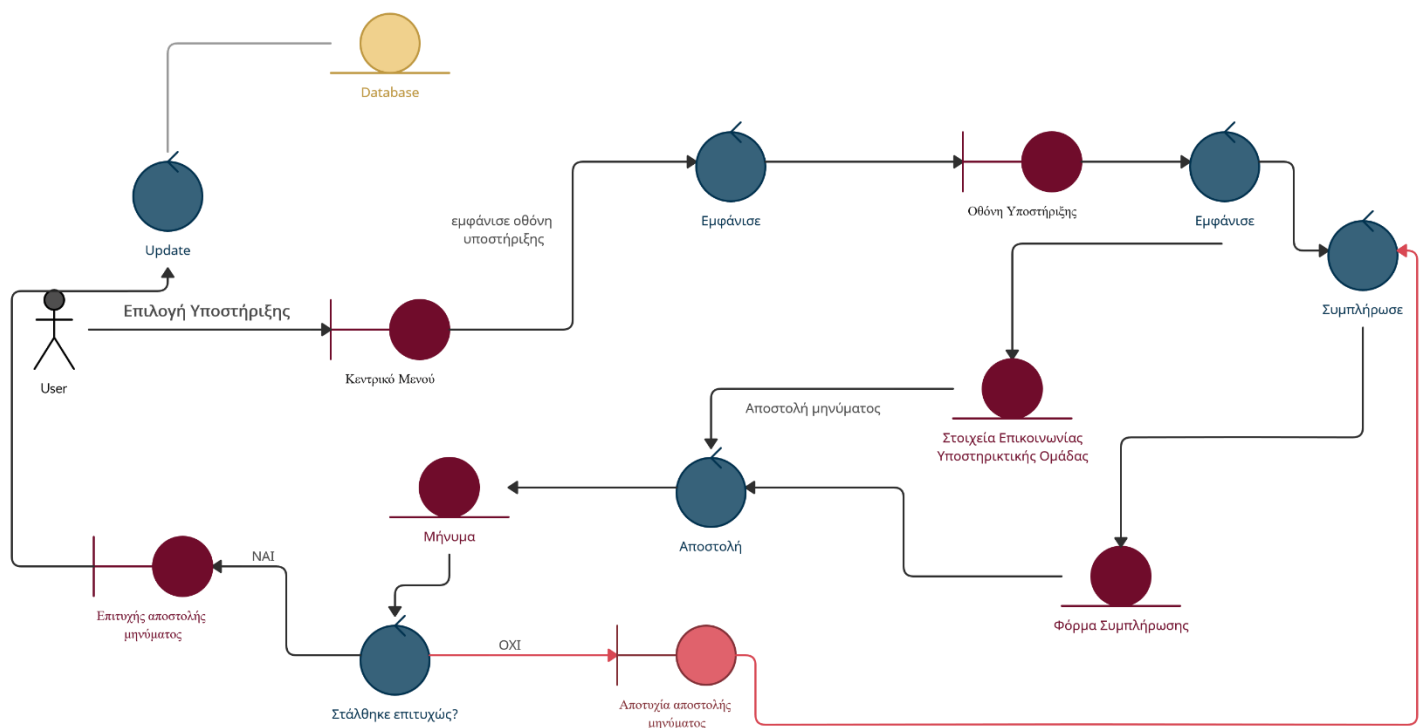 Database
εμφάνισε οθόνη
υποστήριξης
Εμφάνισε
Οθόνη Υποστήριξης
Εμφάνισε
Update
Επιλογή Υποστήριξης
Συμπλήρωσε
User
Κεντρικό Μενού
Αποστολή μηνύματος
Στοιχεία Επικοινωνίας
Υποστηρικτικής Ομάδας
Μήνυμα
Αποστολή
ΝΑΙ
Επιτυχής αποστολής
μηνύματος
Φόρμα Συμπλήρωσης
ΟΧΙ
Στάλθηκε επιτυχώς?
Αποτυχία αποστολής
μηνύματος